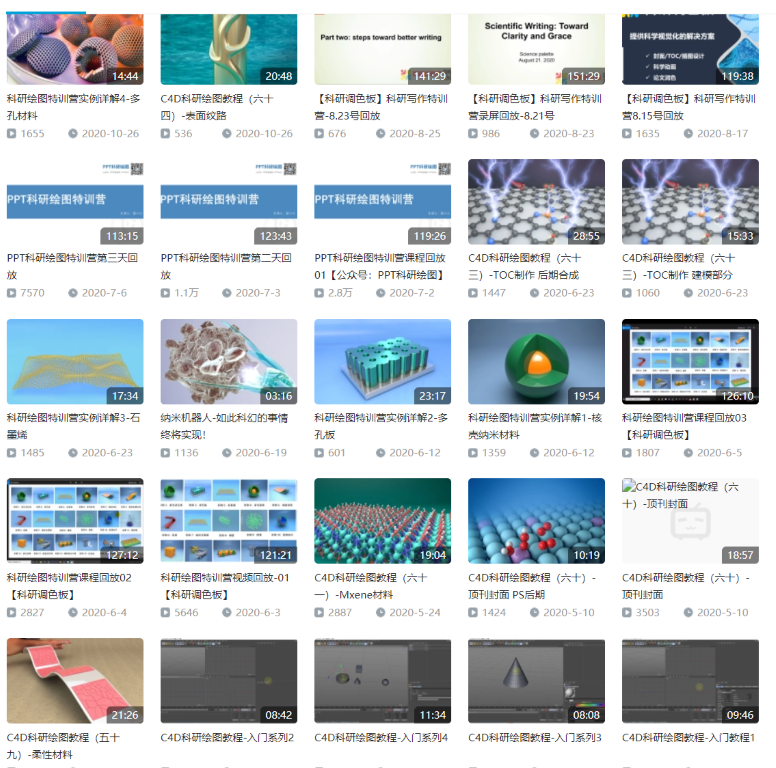 14:44
20:48
Part two: steps toward better writing
141:29
Scientific Writing: Toward
Clarity and Grace
Science palette
August 21, 2020
151:29
提供科学视觉化的解决方案
✓ 封面/TOC/插图设计
✓ 科学动画
✓ 论文润色
119:38
科研绘图特训营实例详解4-多
孔材料
1655 2020-10-26
C4D科研绘图教程（六十
四）-表面纹路
536 2020-10-26
【科研调色板】科研写作特训
营-8.23号回放
676 2020-8-25
【科研调色板】科研写作特训
营录屏回放-8.21号
986 2020-8-23
【科研调色板】科研写作特训
营8.15号回放
1635 2020-8-17
PPT科研绘图
PPT科研绘图特训营
113:15
PPT科研绘图
PPT科研绘图特训营
123:43
PPT科研绘图
PPT科研绘图特训营
119:26
28:55
15:33
PPT科研绘图特训营第三天回
放
7570 2020-7-6
PPT科研绘图特训营第二天回
放
1.1万 2020-7-3
PPT科研绘图特训营课程回放
01【公众号：PPT科研绘图】
2.8万 2020-7-2
C4D科研绘图教程（六十
三）-TOC制作 后期合成
1447 2020-6-23
C4D科研绘图教程（六十
三）-TOC制作 建模部分
1060 2020-6-23
17:34
03:16
23:17
19:54
126:10
科研绘图特训营实例详解3-石
墨烯
1485 2020-6-23
纳米机器人-如此科幻的事情
终将实现！
1136 2020-6-19
科研绘图特训营实例详解2-多
孔板
601 2020-6-12
科研绘图特训营实例详解1-核
壳纳米材料
1359 2020-6-12
科研绘图特训营课程回放03
【科研调色板】
1807 2020-6-5
127:12
121:21
19:04
10:19
C4D科研绘图教程（六
十）-顶刊封面
18:57
科研绘图特训营课程回放02
【科研调色板】
2827 2020-6-4
科研绘图特训营视频回放-01
【科研调色板】
5646 2020-6-3
C4D科研绘图教程（六十
一）-Mxene材料
2887 2020-5-24
C4D科研绘图教程（六十）-
顶刊封面 PS后期
1424 2020-5-10
C4D科研绘图教程（六十）-
顶刊封面
3503 2020-5-10
21:26
08:42
11:34
08:08
09:46
C4D科研绘图教程（五十
九）-柔性材料
C4D科研绘图教程-入门系列2
C4D科研绘图教程-入门系列4
C4D科研绘图教程-入门系列3
C4D科研绘图教程-入门教程1